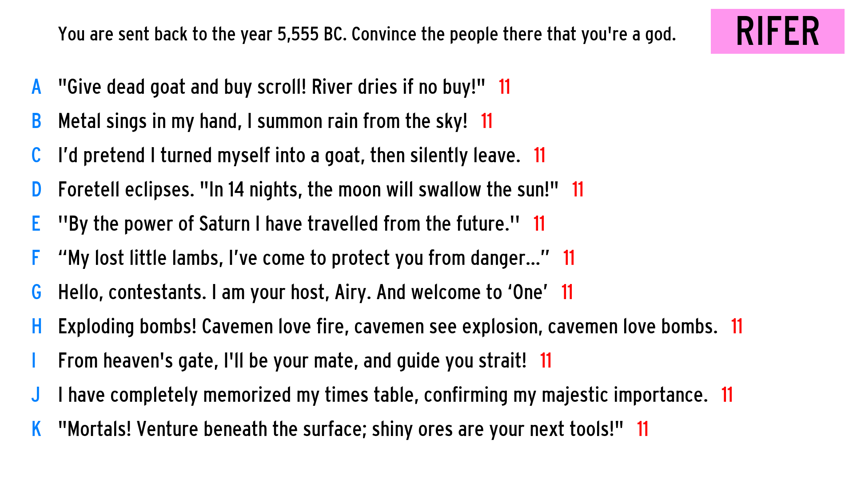 You are sent back to the year 5,555 BC. Convince the people there that you're a god.
RIFER
A "Give dead goat and buy scroll! River dries if no buy!" 11
B Metal sings in my hand, I summon rain from the sky! 11
C I’d pretend I turned myself into a goat, then silently leave. 11
D Foretell eclipses. "In 14 nights, the moon will swallow the sun!" 11
E ''By the power of Saturn I have travelled from the future.'' 11
F “My lost little lambs, I’ve come to protect you from danger...” 11
G Hello, contestants. I am your host, Airy. And welcome to ‘One’ 11
H Exploding bombs! Cavemen love fire, cavemen see explosion, cavemen love bombs. 11
I From heaven's gate, I'll be your mate, and guide you strait! 11
J I have completely memorized my times table, confirming my majestic importance. 11
K "Mortals! Venture beneath the surface; shiny ores are your next tools!" 11